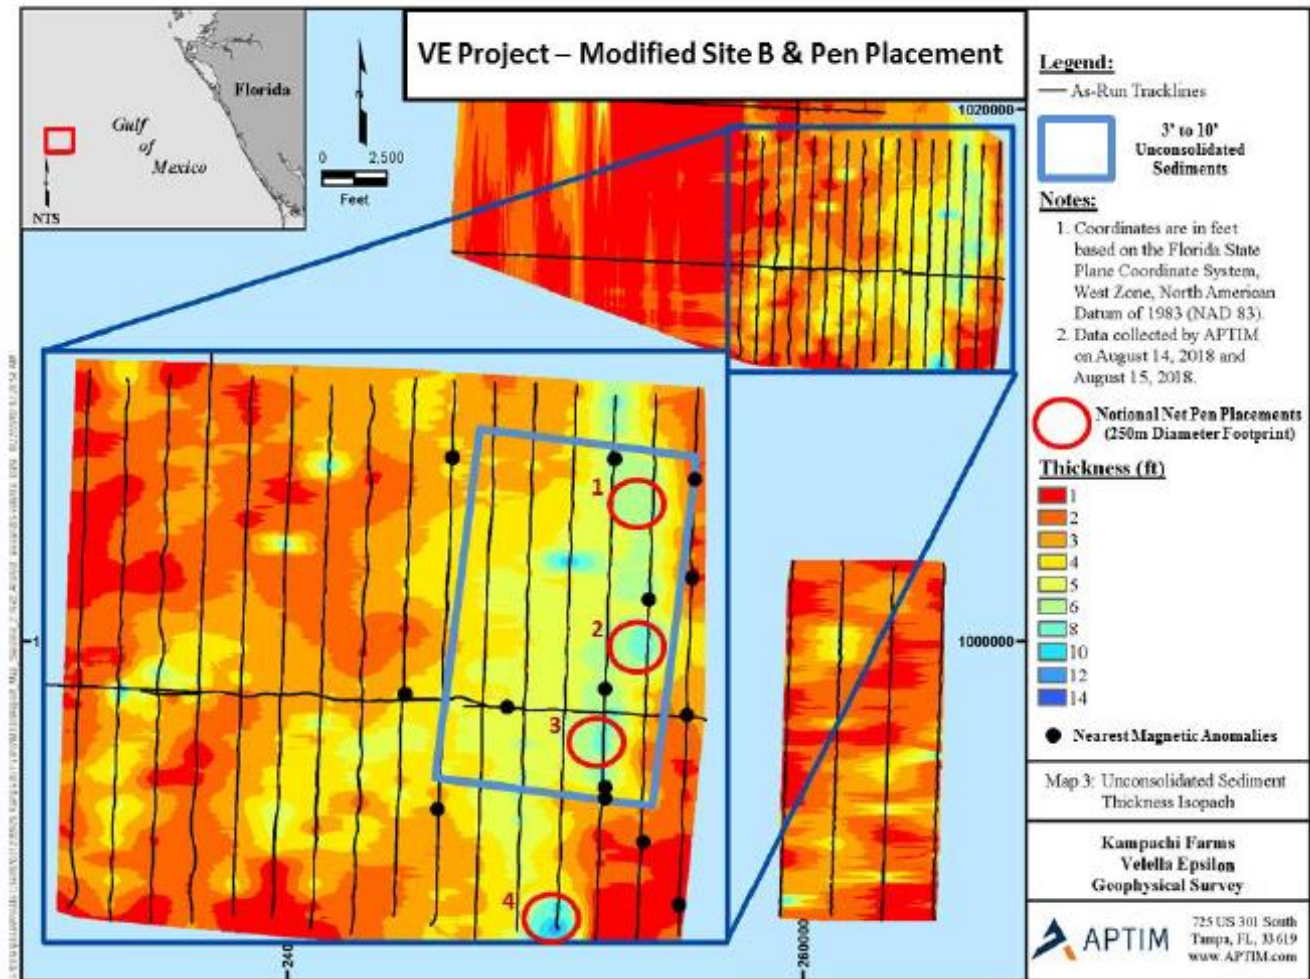 VE Project – Modified Site B & Pen Placement
Florida
Gulf
of
Mexico
NTS
0 2,500
Feet
1020000
1000000
1
240
260000
1
2
3
4
Legend:
As-Run Tracklines
3' to 10'
Unconsolidated
Sediments
Notes:
1. Coordinates are in feet
based on the Florida State
Plane Coordinate System,
West Zone, North American
Datum of 1983 (NAD 83).
2. Data collected by APTIM
on August 14, 2018 and
August 15, 2018.
Notional Net Pen Placements
(250m Diameter Footprint)
Thickness (ft)
1
2
3
4
5
6
8
10
12
14
Nearest Magnetic Anomalies
Map 3: Unconsolidated Sediment
Thickness Isopach
Kampachi Farms
Velella Epsilon
Geophysical Survey
APTIM
725 US 301 South
Tampa, FL, 33619
www.APTIM.com